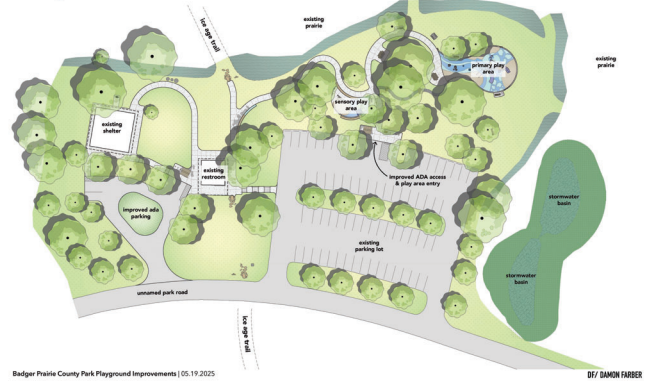 ice age trail
existing
prairie
existing
prairie
primary play
area
sensory play
area
existing
shelter
improved ADA access
& play area entry
existing
restroom
improved ada
parking
stormwater
basin
existing
parking lot
stormwater
basin
unnamed park road
ice age trail
Badger Prairie County Park Playground Improvements | 05.19.2025
DF/ DAMON FARBER